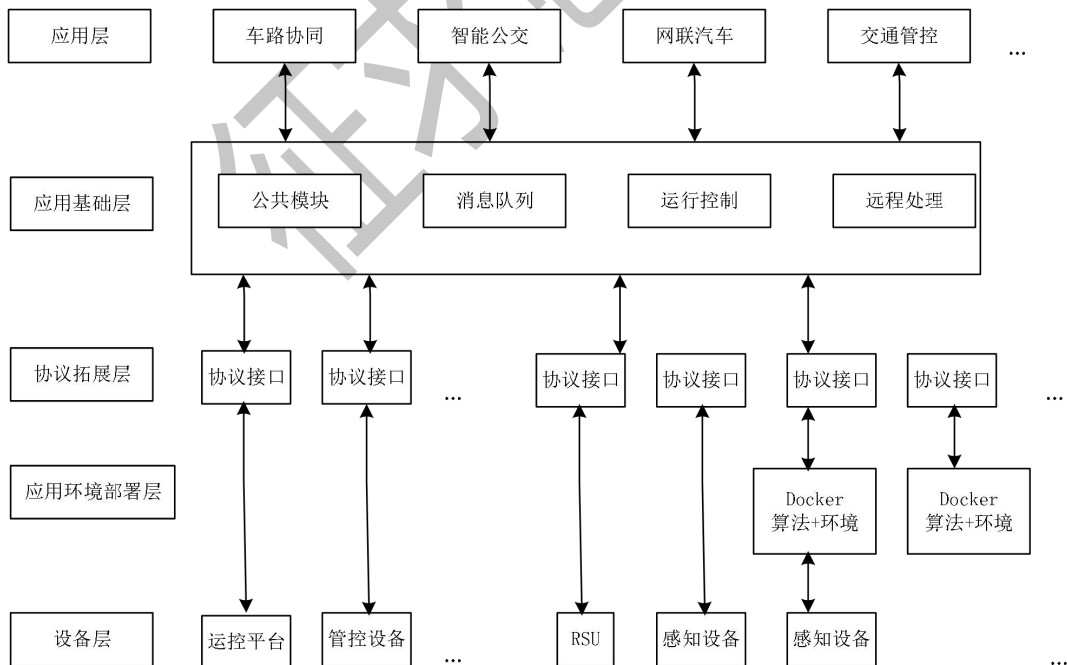 应用层
车路协同
智能公交
网联汽车
交通管控
...
应用基础层
公共模块
消息队列
运行控制
远程处理
协议拓展层
协议接口
协议接口
...
协议接口
协议接口
协议接口
协议接口
...
应用环境部署层
Docker
算法+环境
Docker
算法+环境
设备层
运控平台
管控设备
...
RSU
感知设备
感知设备
...
征求